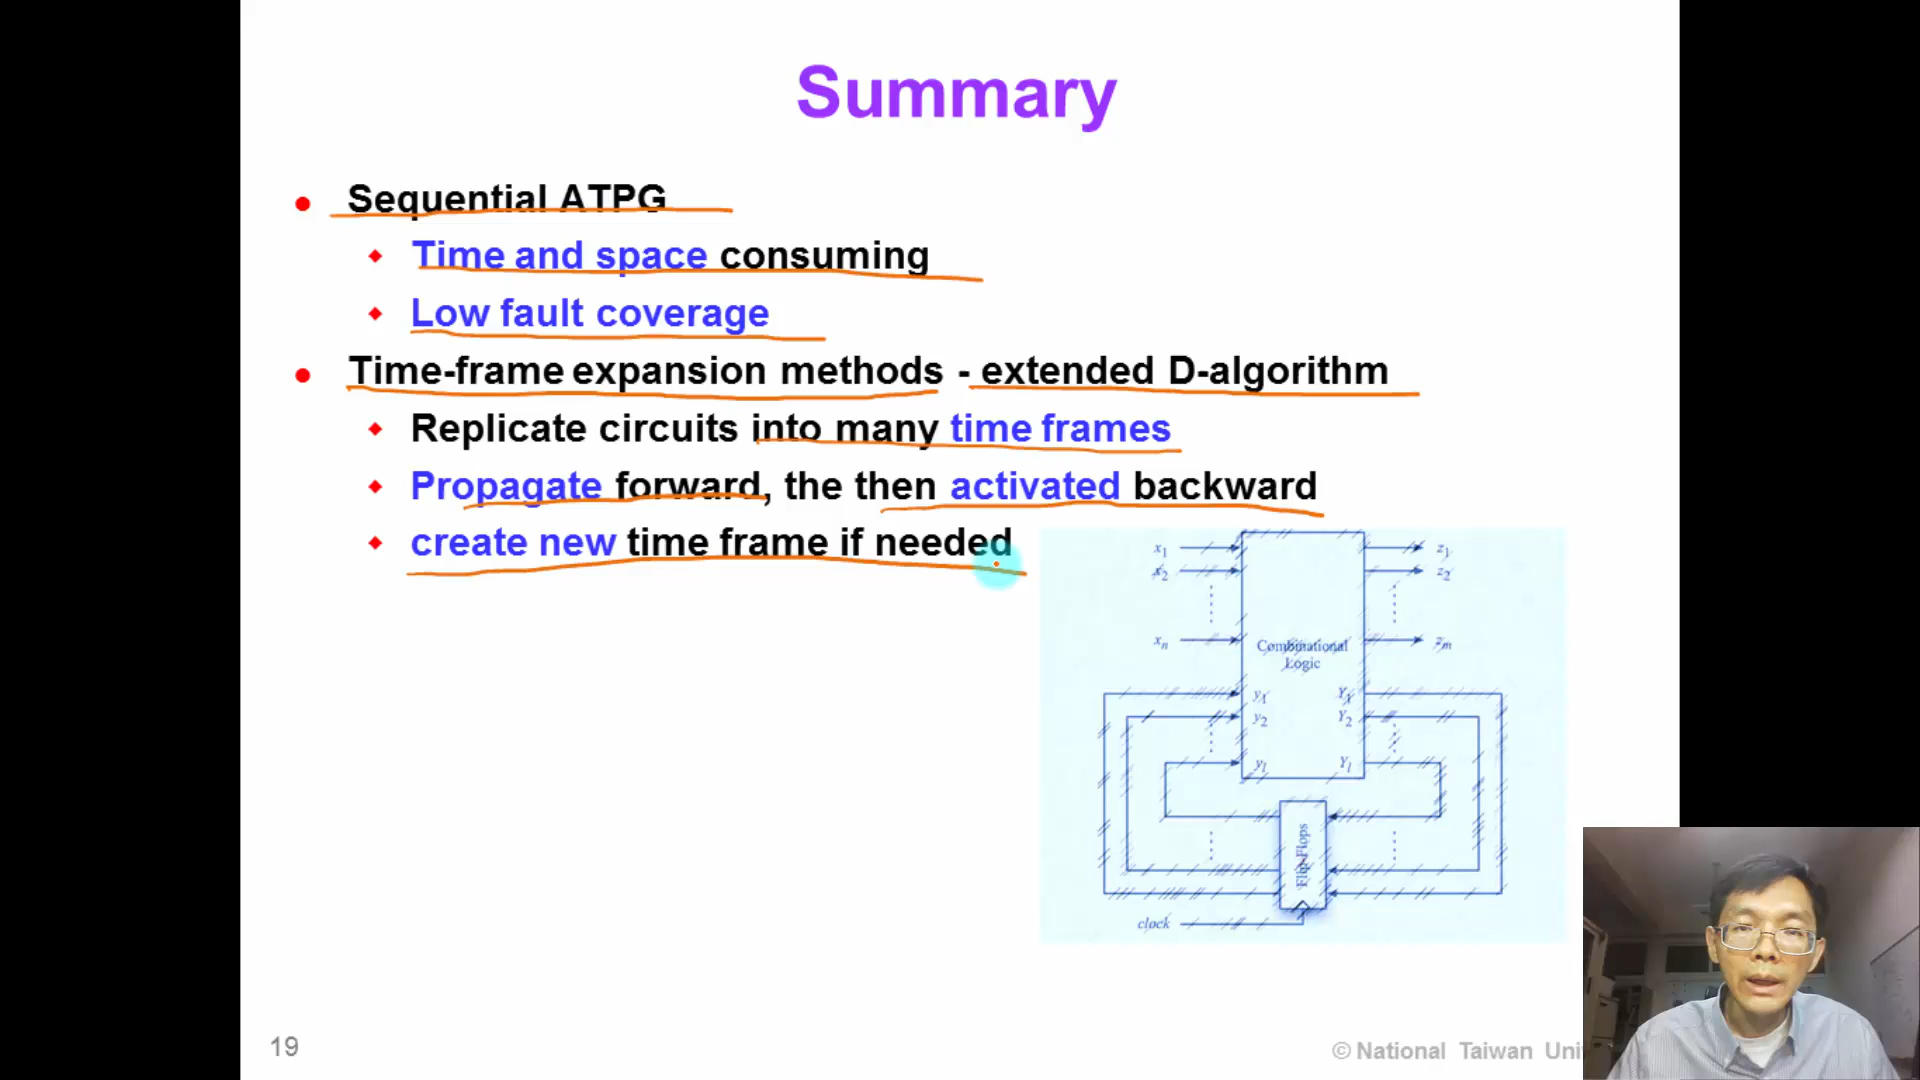 Summary
Sequential ATPG
Time and space consuming
Low fault coverage
Time-frame expansion methods - extended D-algorithm
Replicate circuits into many time frames
Propagate forward, the then activated backward
create new time frame if needed
x1
z1
x2
z2
xn
zm
Combinational
Logic
y1
Y1
y2
Y2
yl
Yl
Flip-Flops
clock
19
© National Taiwan Uni